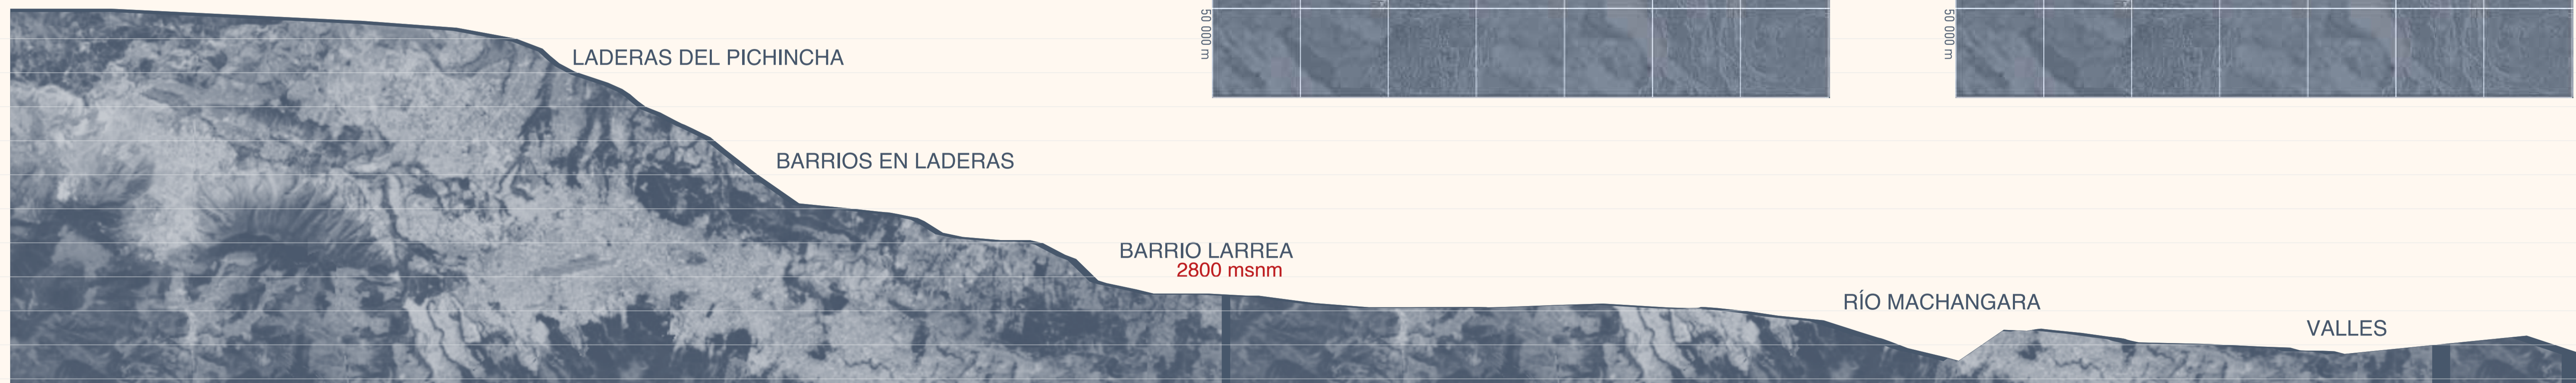 50 000 m
50 000 m
LADERAS DEL PICHINCHA
BARRIOS EN LADERAS
BARRIO LARREA
2800 msnm
RÍO MACHANGARA
VALLES